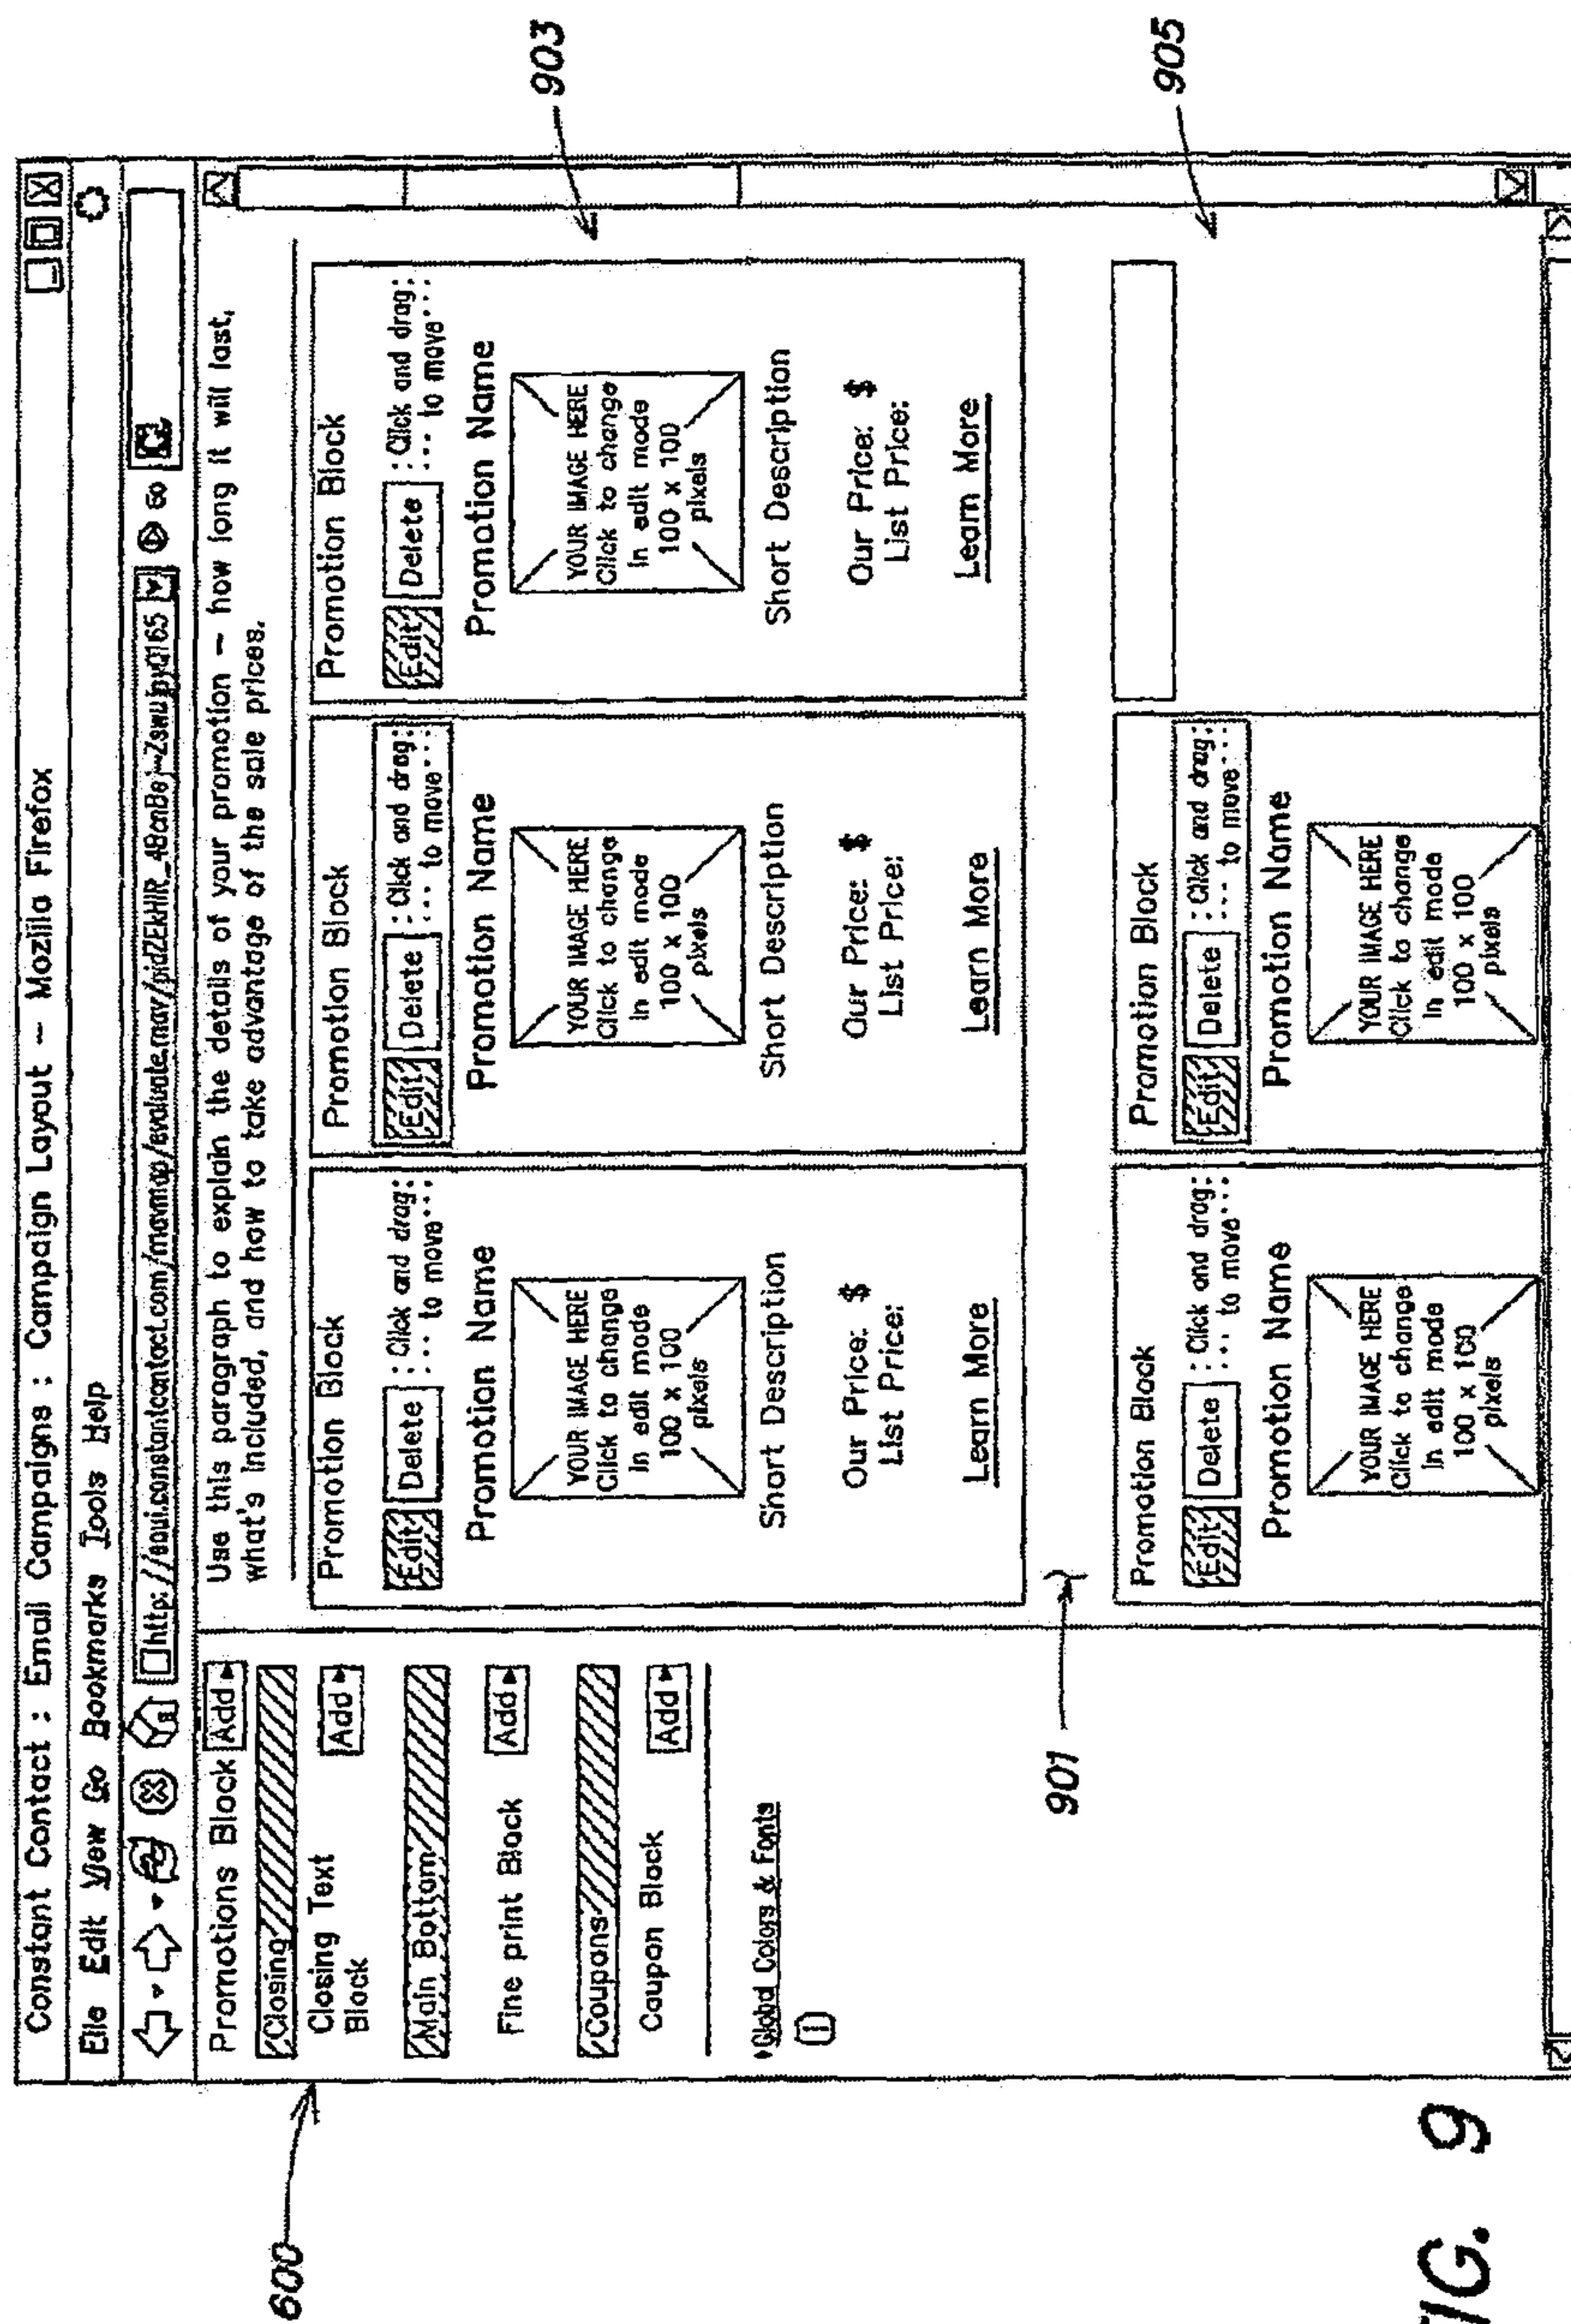 Constant Contact : Email Campaigns : Campaign Layout -- Mozilla Firefox
File Edit View Go Bookmarks Tools Help
Go G
Promotions Block Add
Closing
Closing Text Add
Block
Main Bottom
Fine print Block Add
Coupons
Coupon Block Add
Global Colors & Fonts
Use this paragraph to explain the details of your promotion — how long it will last,
what's included, and how to take advantage of the sale prices.
Promotion Block
Edit Delete Click and drag
to move
Promotion Name
YOUR IMAGE HERE
Click to change
in edit mode
100 x 100
pixels
Short Description
Our Price: $
List Price:
Learn More
Promotion Block
Edit Delete Click and drag
to move
Promotion Name
YOUR IMAGE HERE
Click to change
in edit mode
100 x 100
pixels
Short Description
Our Price: $
List Price:
Learn More
Promotion Block
Edit Delete Click and drag
to move
Promotion Name
YOUR IMAGE HERE
Click to change
in edit mode
100 x 100
pixels
Short Description
Our Price: $
List Price:
Learn More
Promotion Block
Edit Delete Click and drag
to move
Promotion Name
YOUR IMAGE HERE
Click to change
in edit mode
100 x 100
pixels
Promotion Block
Edit Delete Click and drag
to move
Promotion Name
YOUR IMAGE HERE
Click to change
in edit mode
100 x 100
pixels
600
901
903
905
FIG. 9